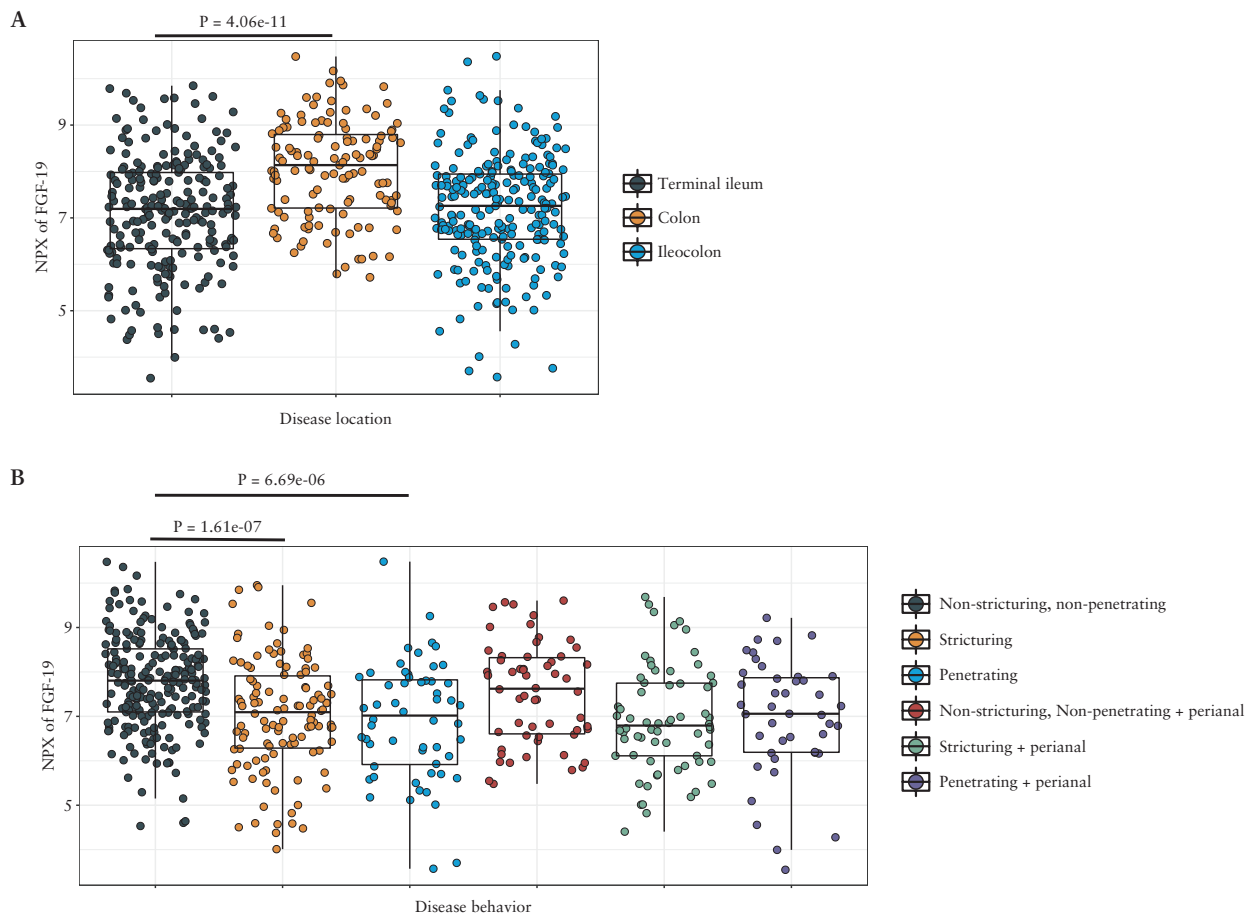 A
P = 4.06e-11
9
7
5
NPX of FGF-19
Disease location
Terminal ileum
Colon
Ileocolon
B
P = 6.69e-06
P = 1.61e-07
9
7
5
NPX of FGF-19
Disease behavior
Non-stricturing, non-penetrating
Stricturing
Penetrating
Non-stricturing, Non-penetrating + perianal
Stricturing + perianal
Penetrating + perianal